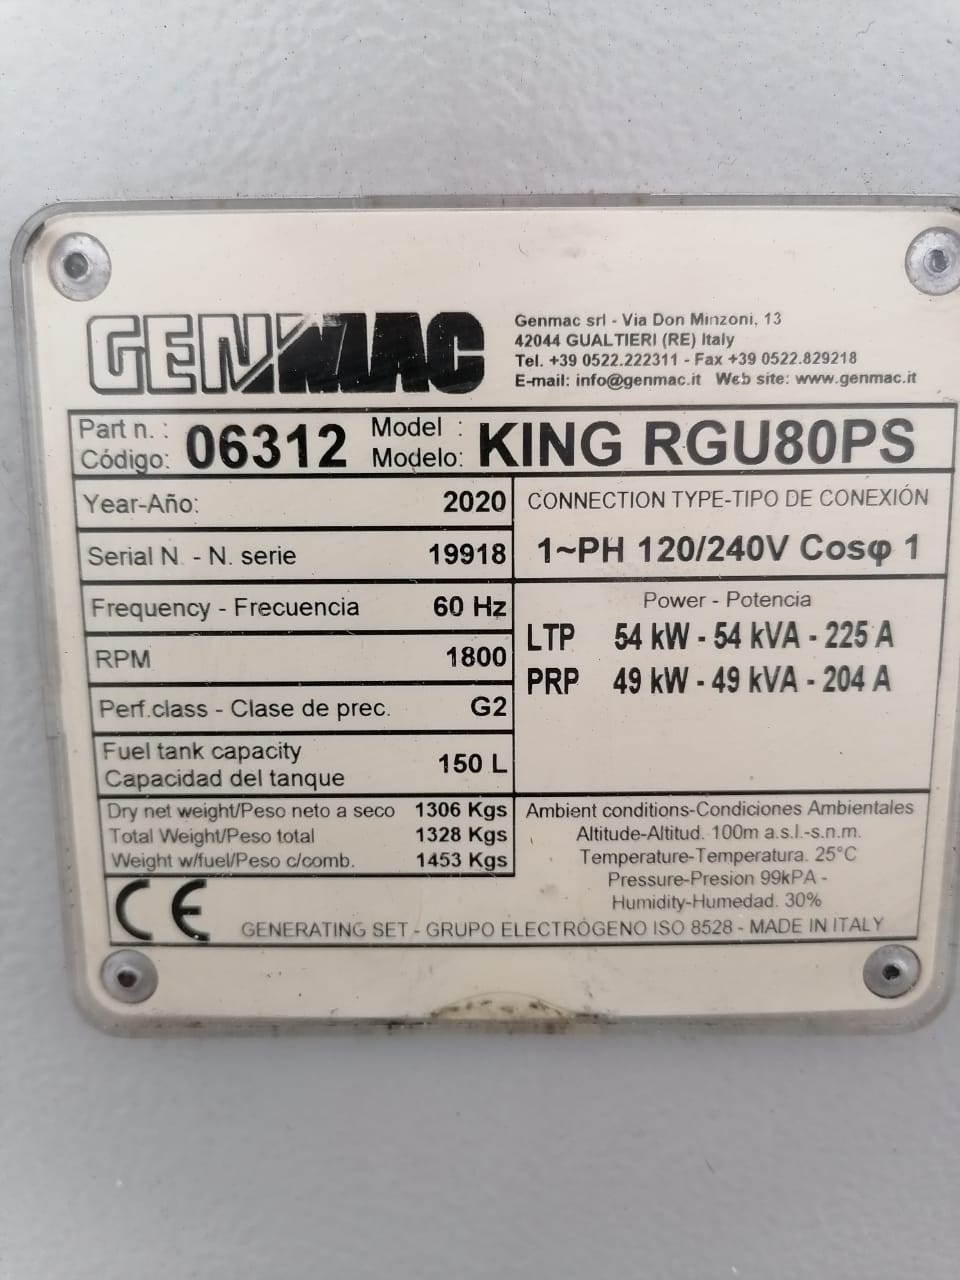 GENMAC
Genmac srl - Via Don Minzoni, 13
42044 GUALTIERI (RE) Italy
Tel. +39 0522.222311 - Fax +39 0522.829218
E-mail: info@genmac.it Web site: www.genmac.it
Part n. :
Código: 06312
Model :
Modelo: KING RGU80PS
Year-Año: 2020
Serial N. - N. serie 19918
Frequency - Frecuencia 60 Hz
RPM 1800
Perf.class - Clase de prec. G2
Fuel tank capacity
Capacidad del tanque 150 L
Dry net weight/Peso neto a seco 1306 Kgs
Total Weight/Peso total 1328 Kgs
Weight w/fuel/Peso c/comb. 1453 Kgs
CONNECTION TYPE-TIPO DE CONEXIÓN
1~PH 120/240V Cosφ 1
Power - Potencia
LTP 54 kW - 54 kVA - 225 A
PRP 49 kW - 49 kVA - 204 A
Ambient conditions-Condiciones Ambientales
Altitude-Altitud. 100m a.s.l.-s.n.m.
Temperature-Temperatura. 25°C
Pressure-Presion 99kPA -
Humidity-Humedad. 30%
CE
GENERATING SET - GRUPO ELECTRÓGENO ISO 8528 - MADE IN ITALY